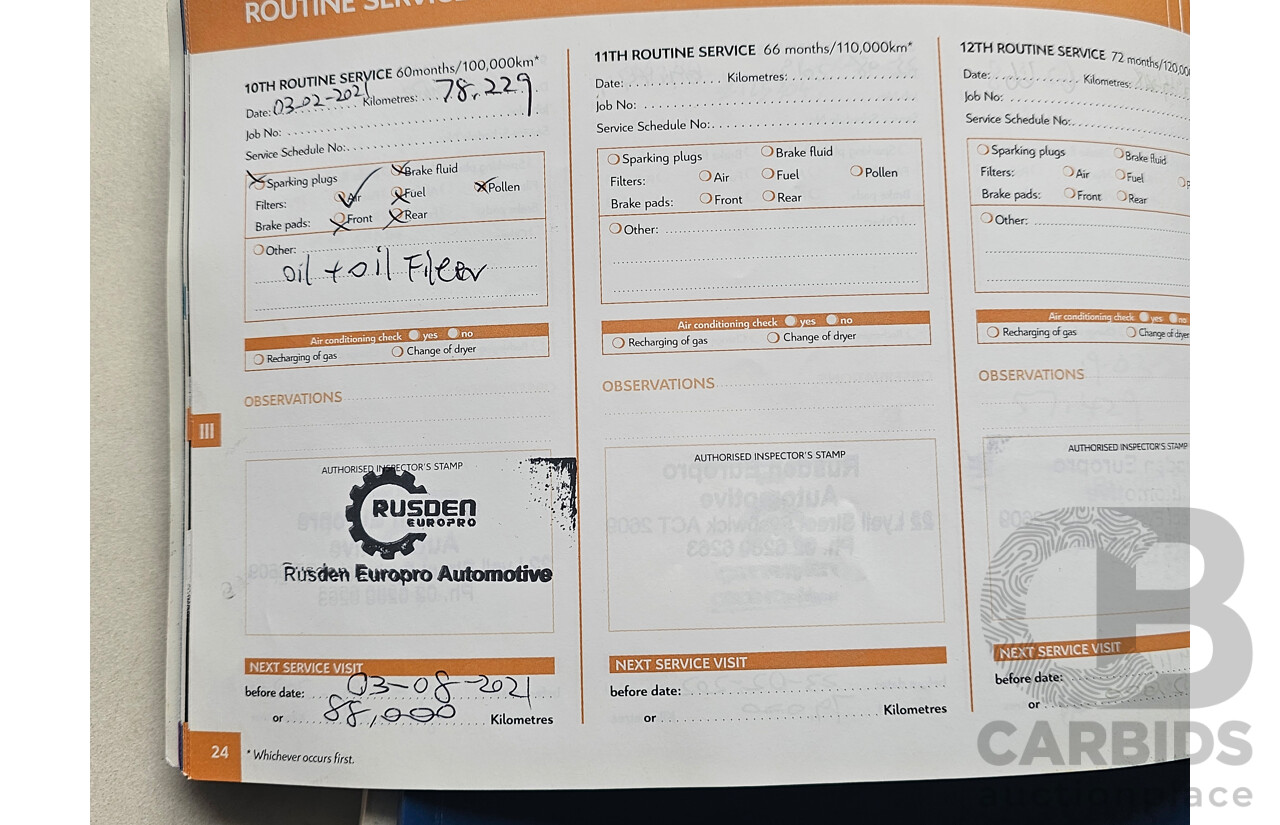 ROUTINE SERVICE
10TH ROUTINE SERVICE 60months/100,000km*
Date: 03-02-2021 Kilometres: 78,229
Job No:
Service Schedule No:
Sparking plugs Brake fluid
Filters: Air Fuel Pollen
Brake pads: Front Rear
Other:
oil + oil Filter
Air conditioning check yes no
Recharging of gas Change of dryer
OBSERVATIONS
AUTHORISED INSPECTOR'S STAMP
RUSDEN
EUROPRO
Rusden Europro Automotive
NEXT SERVICE VISIT
before date: 03-08-2021
or 88,000 Kilometres
11TH ROUTINE SERVICE 66 months/110,000km*
Date: Kilometres:
Job No:
Service Schedule No:
Sparking plugs Brake fluid
Filters: Air Fuel Pollen
Brake pads: Front Rear
Other:
Air conditioning check yes no
Recharging of gas Change of dryer
OBSERVATIONS
AUTHORISED INSPECTOR'S STAMP
NEXT SERVICE VISIT
before date:
or Kilometres
12TH ROUTINE SERVICE 72 months/120,00
Date: Kilometres:
Job No:
Service Schedule No:
Sparking plugs Brake fluid
Filters: Air Fuel
Brake pads: Front Rear
Other:
Air conditioning check yes no
Recharging of gas Change of dryer
OBSERVATIONS
AUTHORISED INSPECTOR'S STAMP
NEXT SERVICE VISIT
before date:
or
III
24
* Whichever occurs first.
CARBIDS
auctionplace